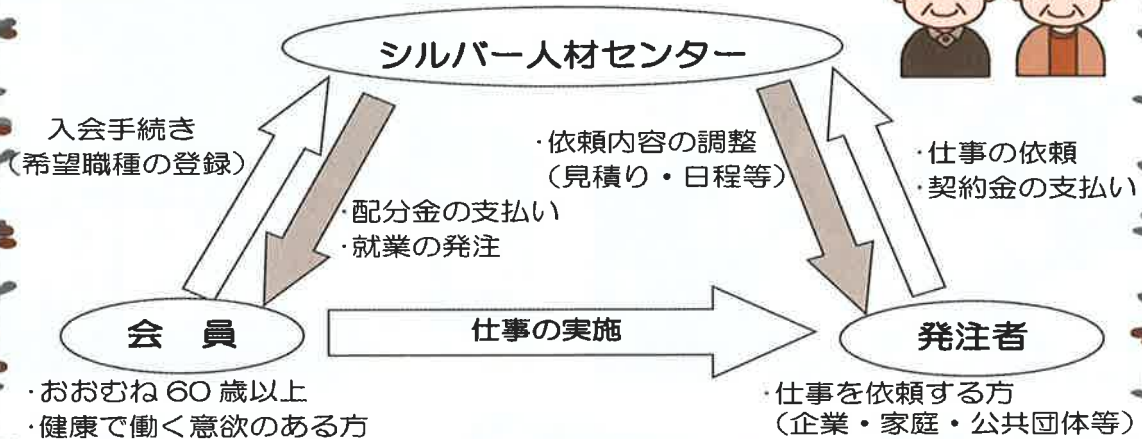 シルバー人材センター
入会手続き
(希望職種の登録)
・配分金の支払い
・就業の発注
・依頼内容の調整
(見積り・日程等)
・仕事の依頼
・契約金の支払い
会 員
仕事の実施
発注者
・おおむね60歳以上
・健康で働く意欲のある方
・仕事を依頼する方
(企業・家庭・公共団体等)